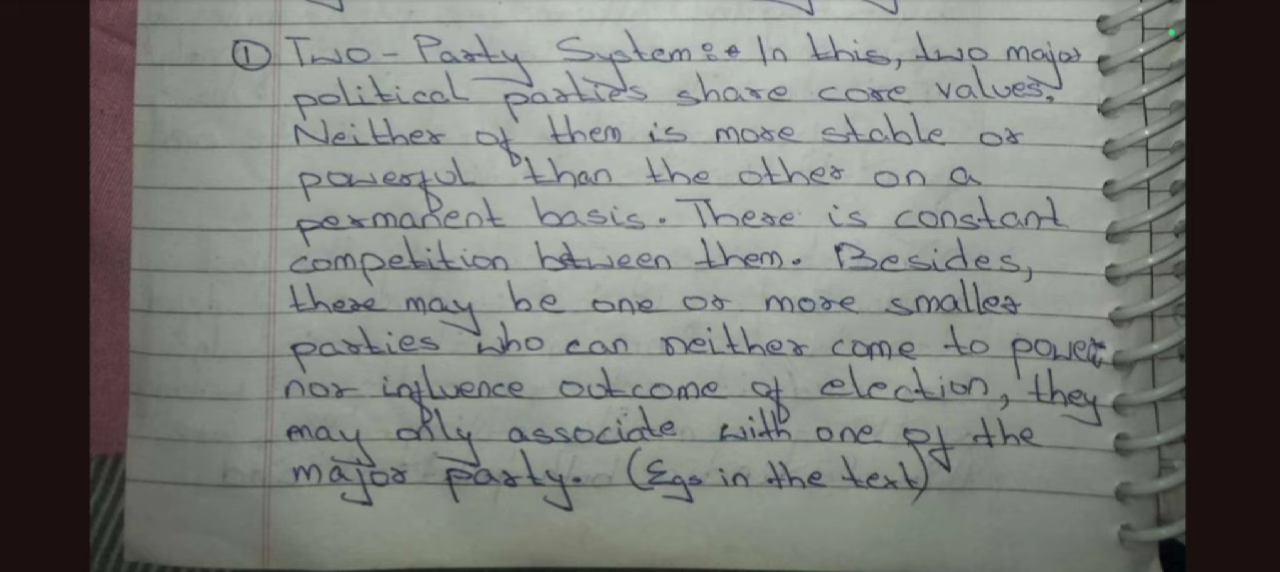 ① Two-Party System:- In this, two major
political parties share core values.
Neither of them is more stable or
powerful than the other on a
permanent basis. There is constant
competition between them. Besides,
there may be one or more smaller
parties who can neither come to power
nor influence outcome of election, they
may only associate with one of the
major party. (Egs in the text)